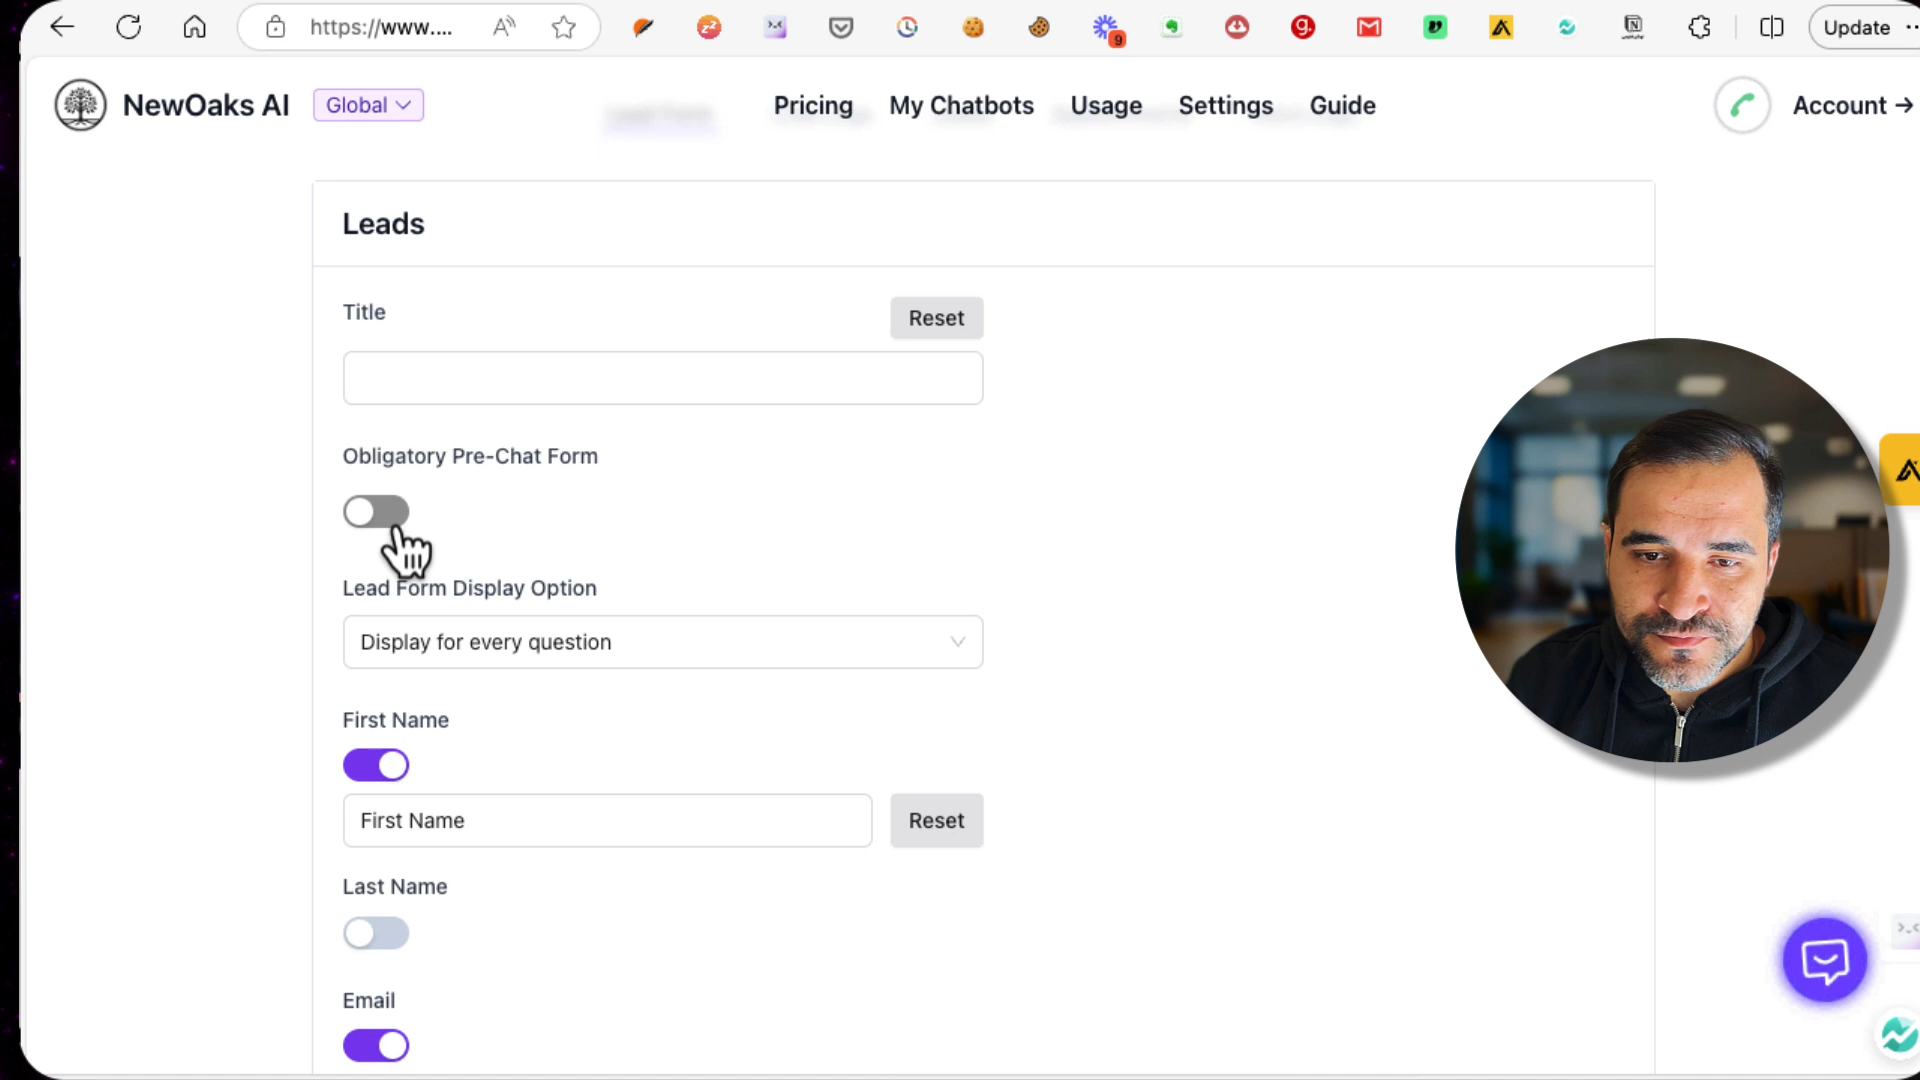 https://www....
9
Update
NewOaks AI
Global
Pricing
My Chatbots
Usage
Settings
Guide
Account →
Leads
Title
Reset
Obligatory Pre-Chat Form
Lead Form Display Option
Display for every question
First Name
First Name
Reset
Last Name
Email